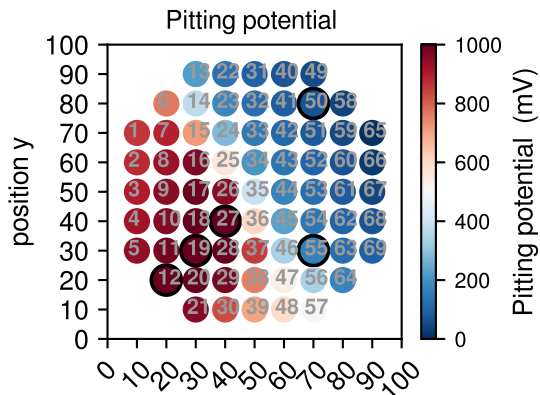 Pitting potential
100
90
80
70
60
50
40
30
20
10
0
position y
13 22 31 40 49
6 14 23 32 41 50 58
1 7 15 24 33 42 51 59 65
2 8 16 25 34 43 52 60 66
3 9 17 26 35 44 53 61 67
4 10 18 27 36 45 54 62 68
5 11 19 28 37 46 55 63 69
12 20 29 38 47 56 64
21 30 39 48 57
0 10 20 30 40 50 60 70 80 90 100
1000
800
600
400
200
0
Pitting potential (mV)